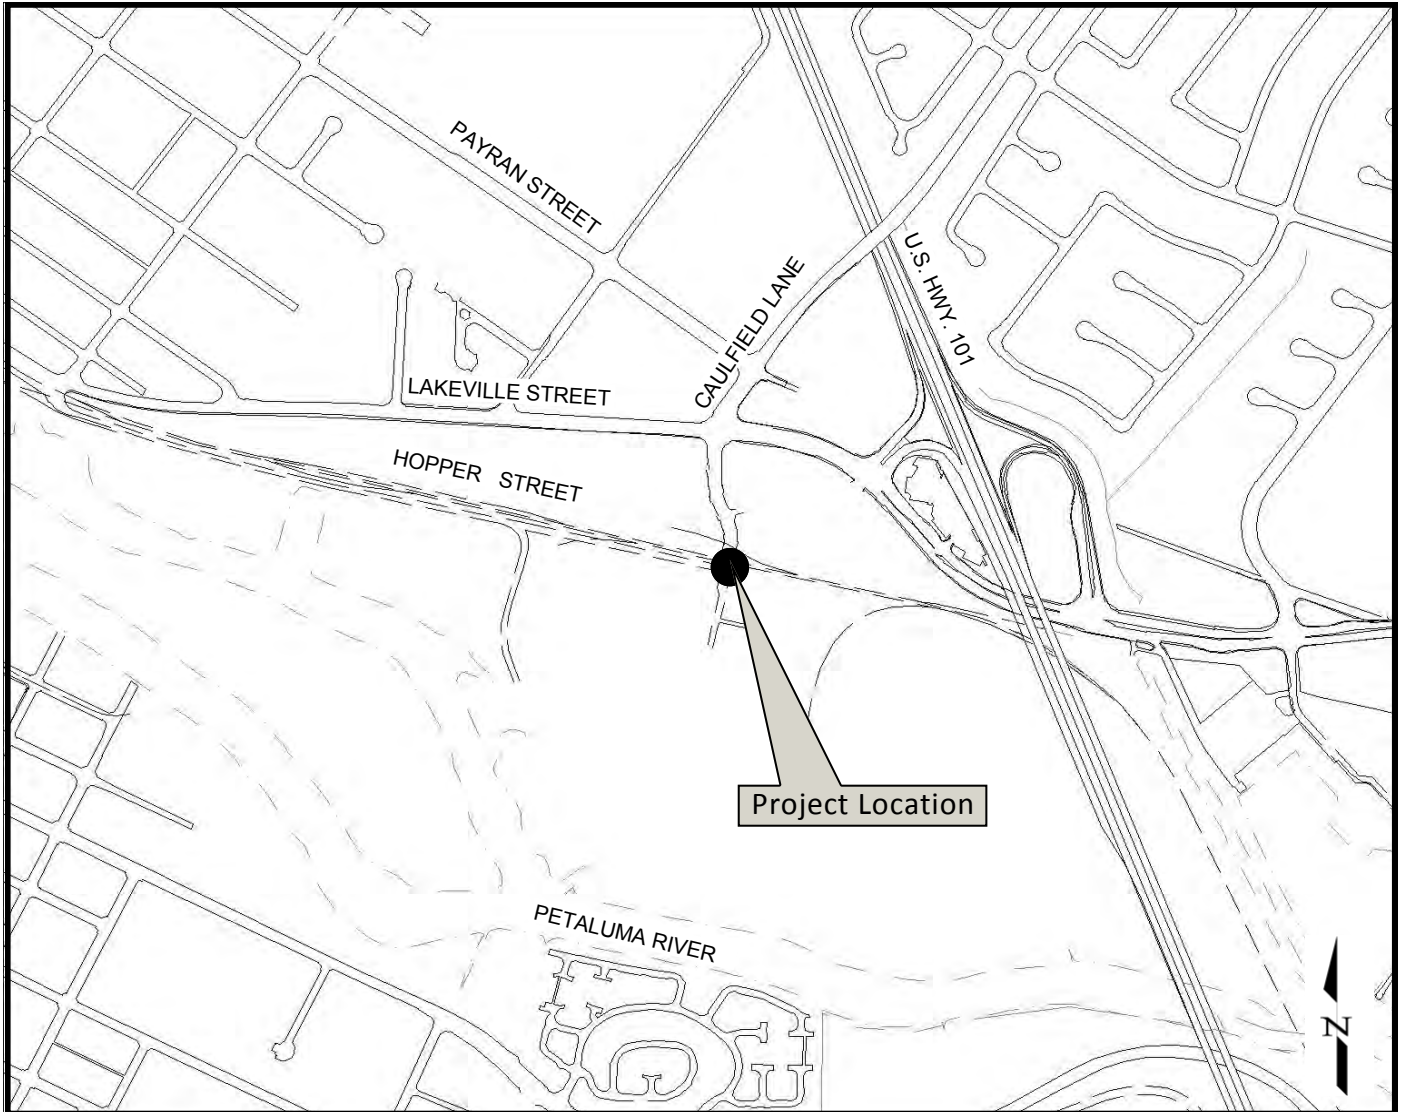 PAYRAN STREET
CAULFIELD LANE
U.S. HWY. 101
LAKEVILLE STREET
HOPPER STREET
Project Location
PETALUMA RIVER
N